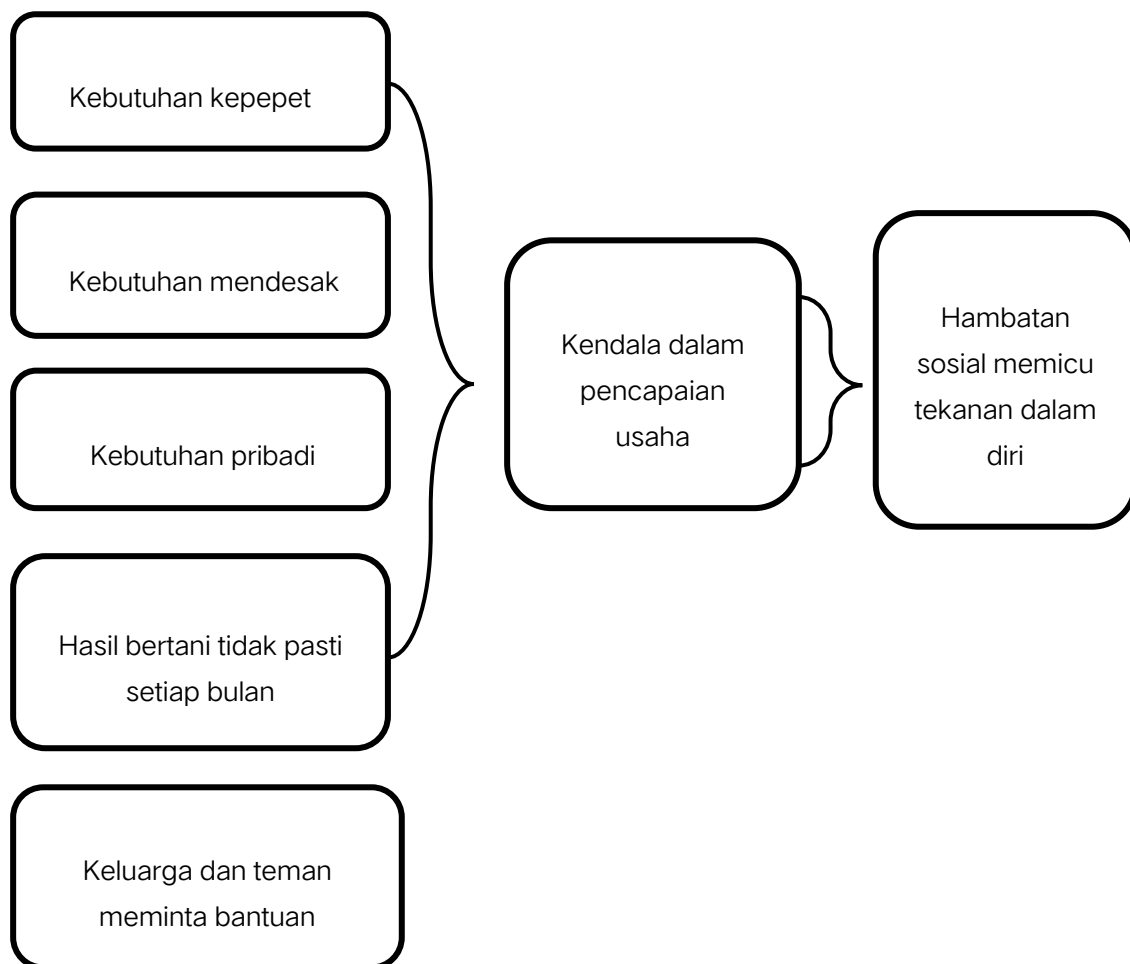 Kebutuhan kepepet
Kebutuhan mendesak
Kebutuhan pribadi
Hasil bertani tidak pasti
setiap bulan
Keluarga dan teman
meminta bantuan
Kendala dalam
pencapaian
usaha
Hambatan
sosial memicu
tekanan dalam
diri